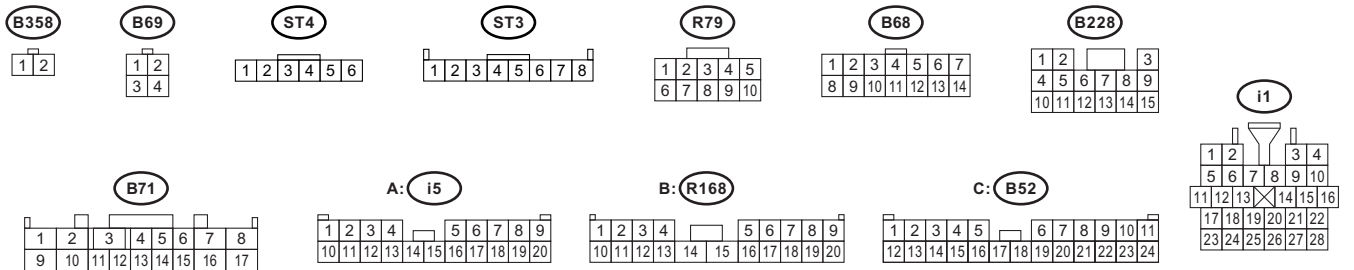 B358
B69
ST4
ST3
R79
B68
B228
1 2
1 2
3 4
1 2 3 4 5 6
1 2 3 4 5 6 7 8
1 2 3 4 5
6 7 8 9 10
1 2 3 4 5 6 7
8 9 10 11 12 13 14
1 2 3
4 5 6 7 8 9
10 11 12 13 14 15
i1
1 2 3 4
5 6 7 8 9 10
11 12 13 14 15 16
17 18 19 20 21 22
23 24 25 26 27 28
B71
A: i5
B: R168
C: B52
1 2 3 4 5 6 7 8
9 10 11 12 13 14 15 16 17
1 2 3 4 5 6 7 8 9
10 11 12 13 14 15 16 17 18 19 20
1 2 3 4 5 6 7 8 9
10 11 12 13 14 15 16 17 18 19 20
1 2 3 4 5 6 7 8 9 10 11
12 13 14 15 16 17 18 19 20 21 22 23 24